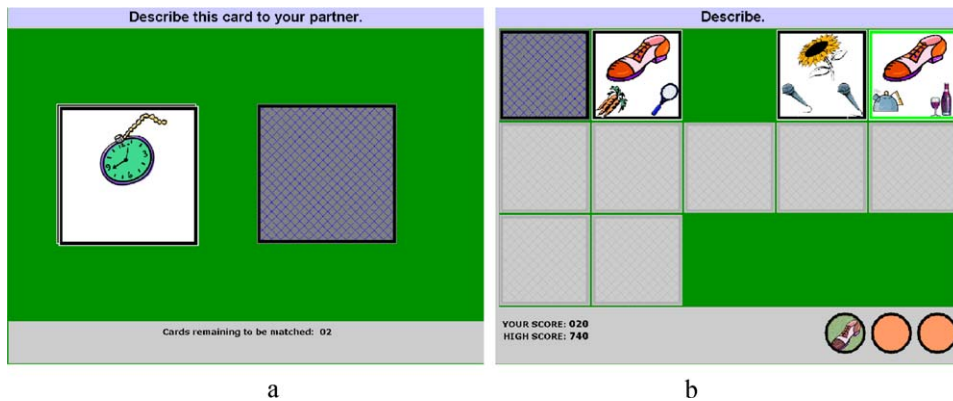 Describe this card to your partner.
Cards remaining to be matched: 02
a
Describe.
YOUR SCORE: 020
HIGH SCORE: 740
b